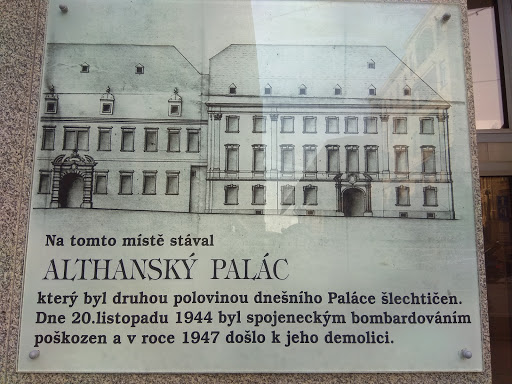 Na tomto místě stával
ALTHANSKÝ PALÁC
který byl druhou polovinou dnešního Paláce šlechtičen.
Dne 20.listopadu 1944 byl spojeneckým bombardováním
poškozen a v roce 1947 došlo k jeho demolici.